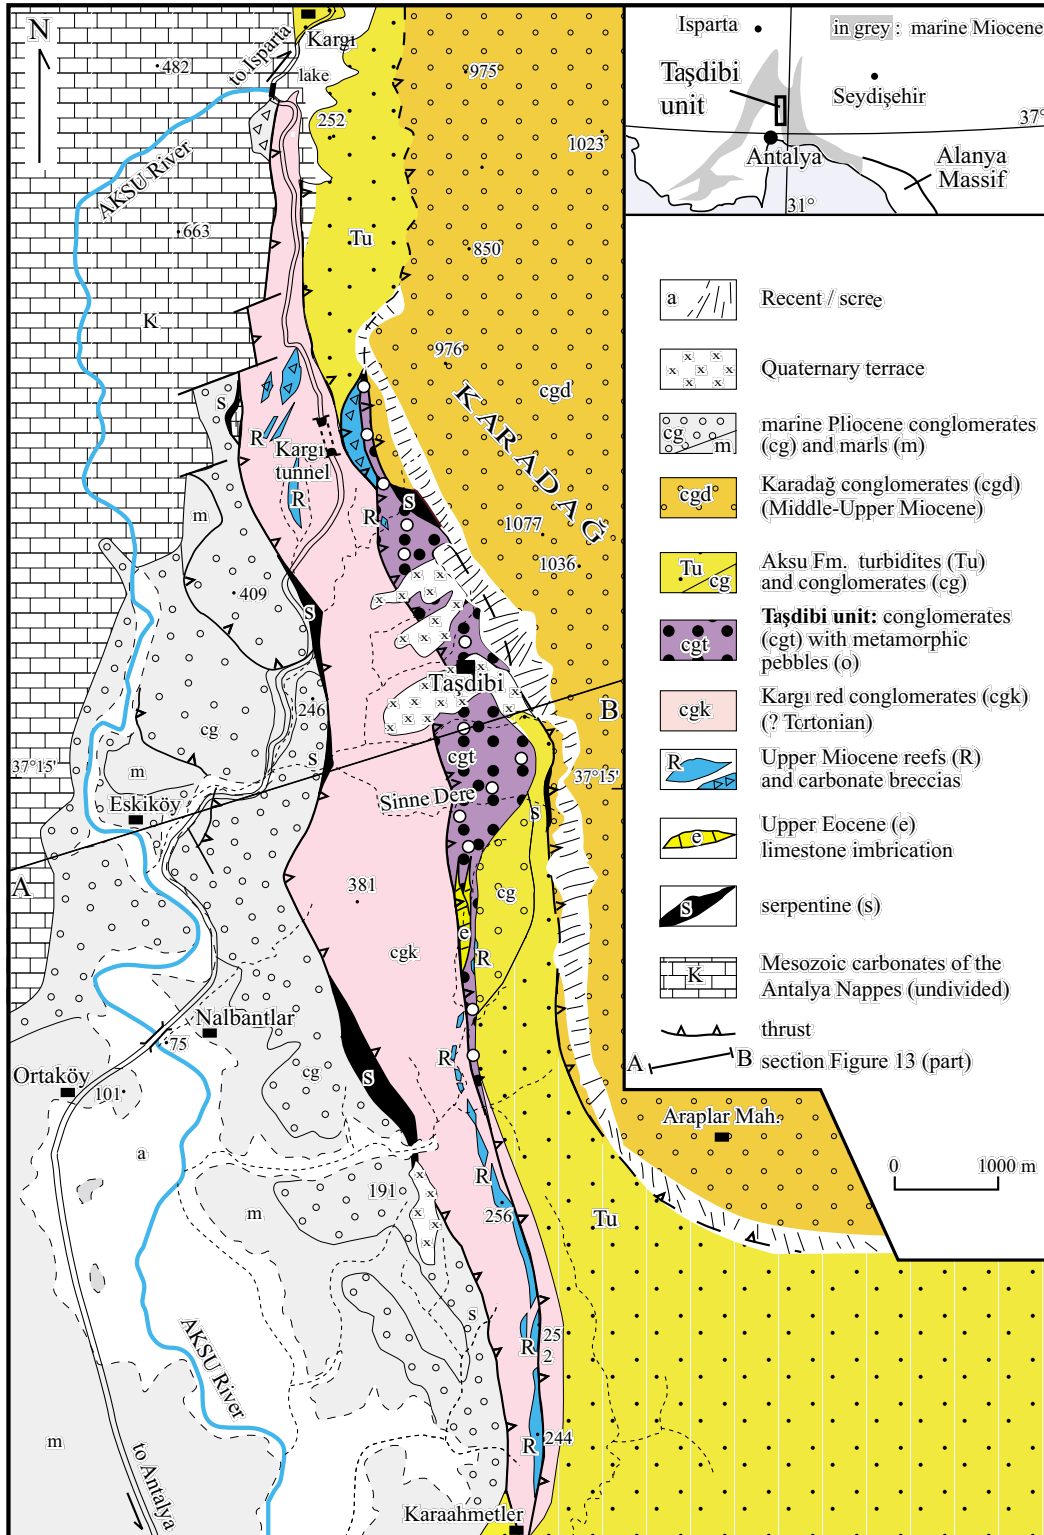 N
Kargı
to Isparta
lake
482
975
252
1023
AKSU River
663
Tu
850
K
976
cgd
KARADAĞ
s
R
Kargı
tunnel
R
R
s
m
1077
1036
409
s
Taşdibi
246
B
cg
s
cgt
37°15'
m
37°15'
Eskiköy
Sinne Dere
s
A
381
cg
e
cgk
R
Nalbantlar
75
R
Ortaköy
101
cg
s
a
191
R
m
256
Tu
s
25
2
R
AKSU River
m
R
244
to Antalya
Karaahmetler
Araplar Mah.
0 1000 m
Isparta
in grey : marine Miocene
Taşdibi
unit
Seydişehir
37°
Antalya
Alanya
Massif
31°
a
Recent / scree
x x x x x x x
Quaternary terrace
cg
m
marine Pliocene conglomerates
(cg) and marls (m)
cgd
Karadağ conglomerates (cgd)
(Middle-Upper Miocene)
Tu
cg
Aksu Fm. turbidites (Tu)
and conglomerates (cg)
cgt
Taşdibi unit: conglomerates
(cgt) with metamorphic
pebbles (o)
cgk
Kargı red conglomerates (cgk)
(? Tortonian)
R
Upper Miocene reefs (R)
and carbonate breccias
e
Upper Eocene (e)
limestone imbrication
s
serpentine (s)
K
Mesozoic carbonates of the
Antalya Nappes (undivided)
thrust
A B section Figure 13 (part)